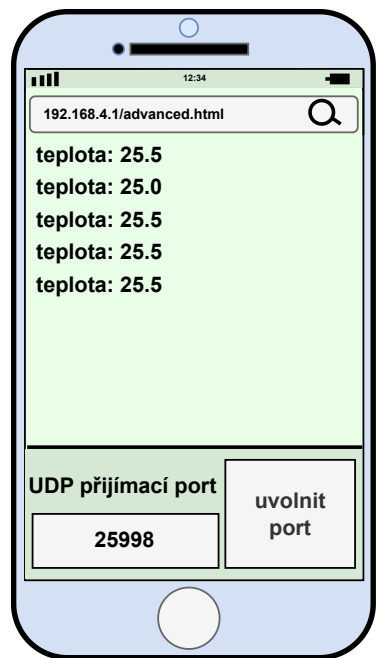 12:34
192.168.4.1/advanced.html
teplota: 25.5
teplota: 25.0
teplota: 25.5
teplota: 25.5
teplota: 25.5
UDP přijímací port
25998
uvolnit
port